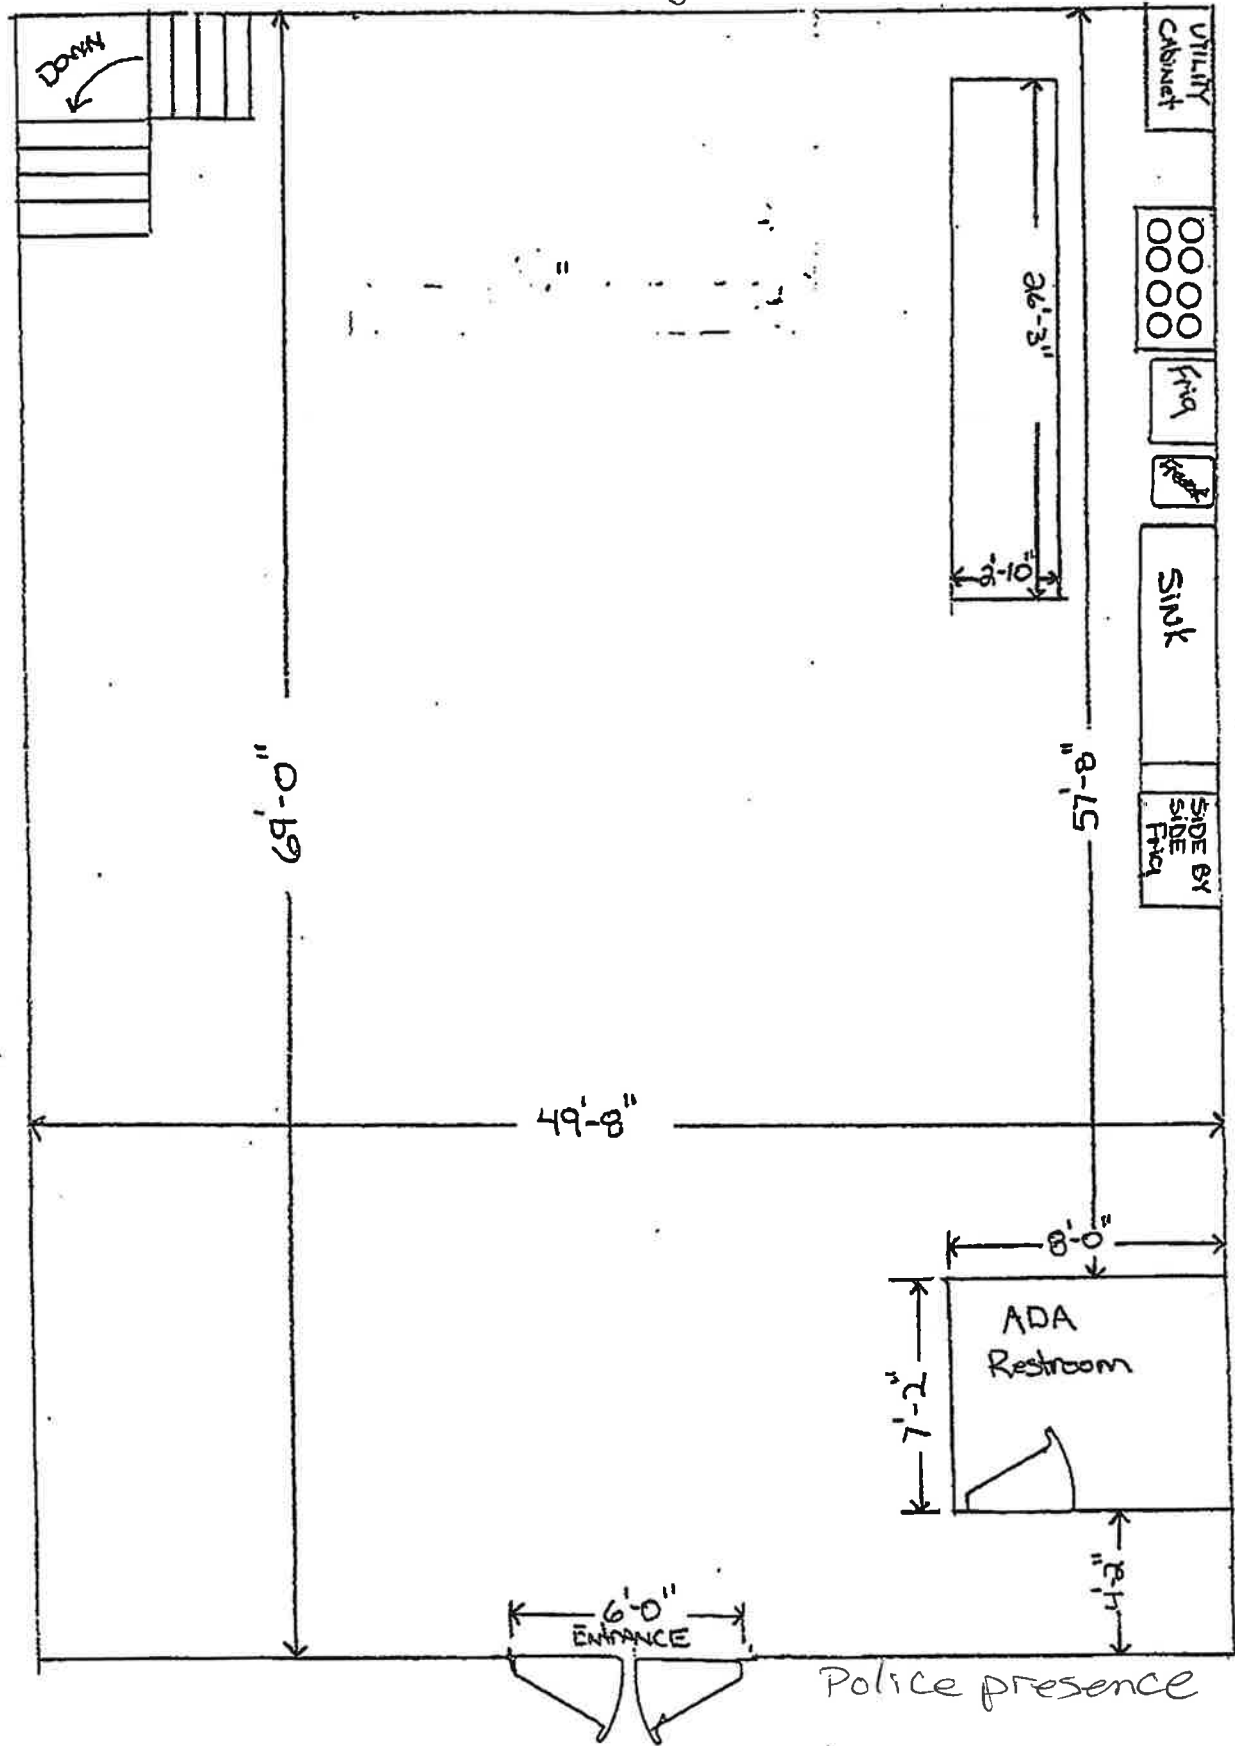 DOWN
UTILITY
CABINET
26'-3"
Frig
2'-10"
SINK
69'-0"
57'-8"
SIDE BY
SIDE
Frig
49'-8"
8'-0"
ADA
Restroom
7'-2"
4'-2"
6'-0"
ENTRANCE
Police presence